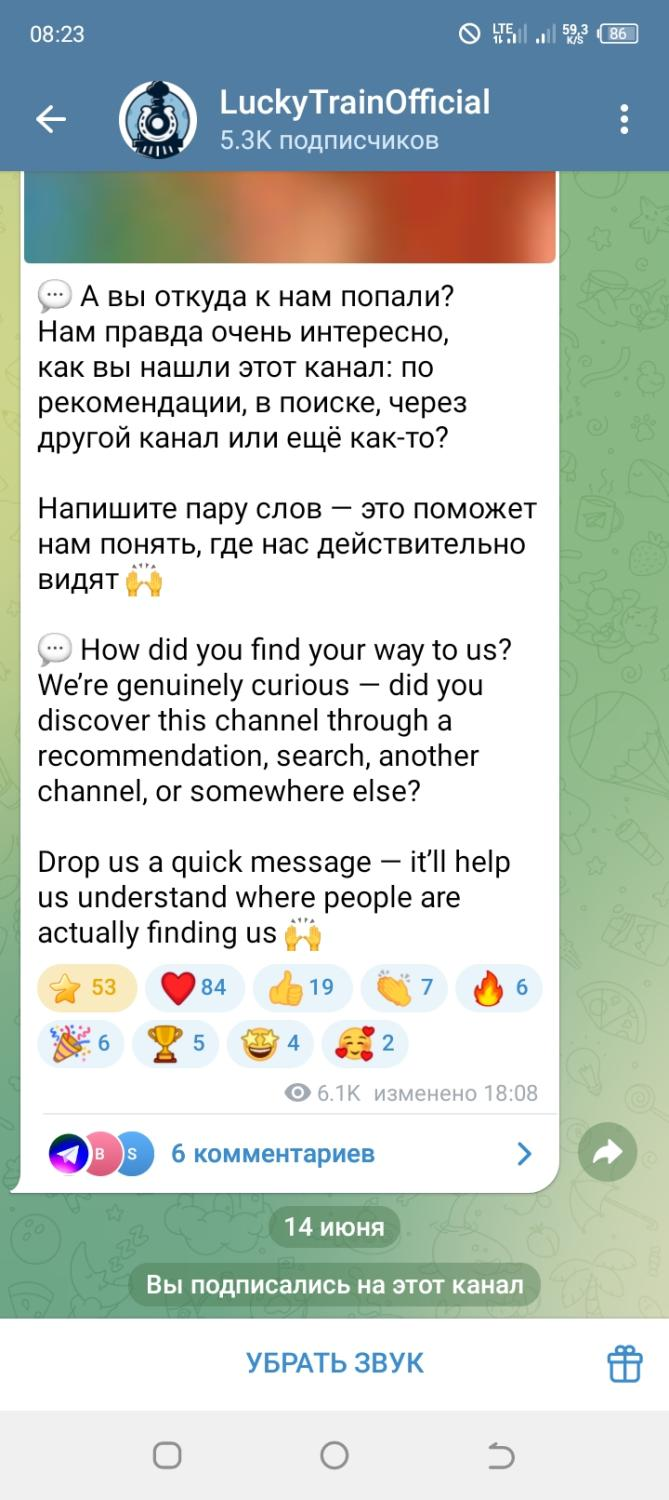 08:23
LTE
59,3
K/S
86
LuckyTrainOfficial
5.3K подписчиков
💬 А вы откуда к нам попали?
Нам правда очень интересно,
как вы нашли этот канал: по
рекомендации, в поиске, через
другой канал или ещё как-то?
Напишите пару слов — это поможет
нам понять, где нас действительно
видят 🙌
💬 How did you find your way to us?
We’re genuinely curious — did you
discover this channel through a
recommendation, search, another
channel, or somewhere else?
Drop us a quick message — it’ll help
us understand where people are
actually finding us 🙌
⭐ 53 ❤️ 84 👍 19 👏 7 🔥 6
🎉 6 🏆 5 🤩 4 🥰 2
6.1K изменено 18:08
B S 6 комментариев
14 июня
Вы подписались на этот канал
УБРАТЬ ЗВУК